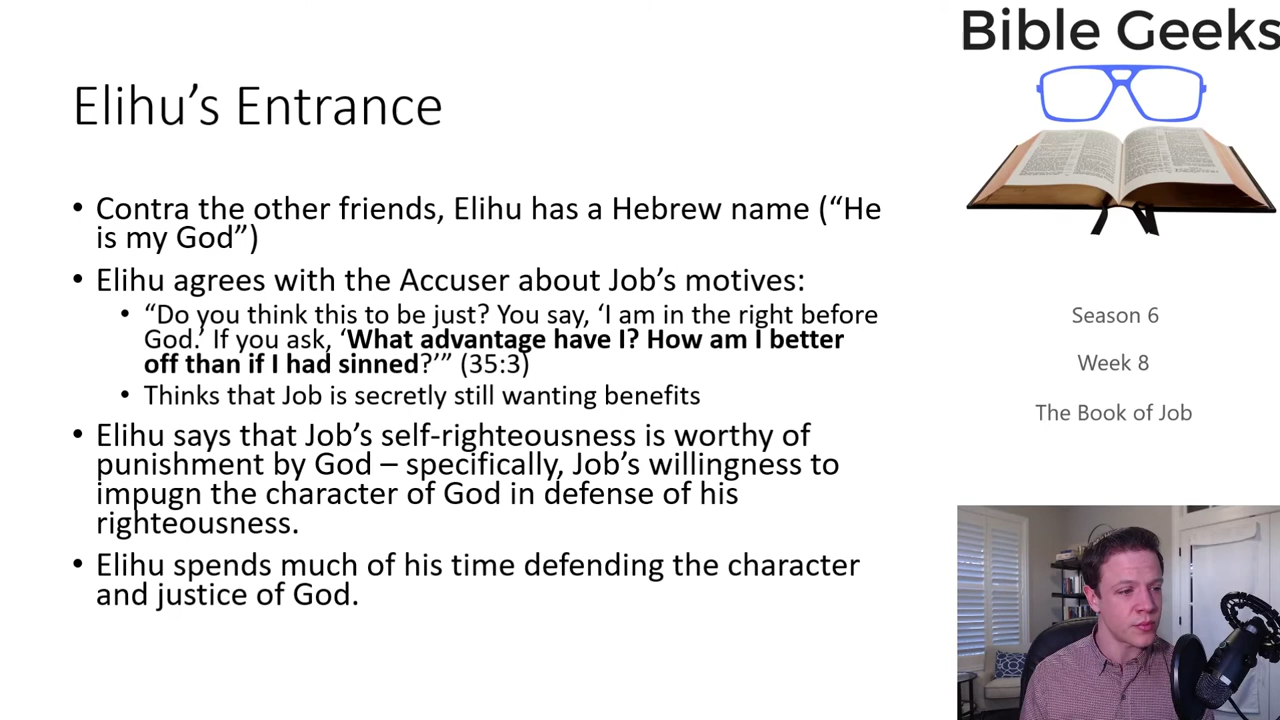 Elihu’s Entrance
• Contra the other friends, Elihu has a Hebrew name (“He
is my God”)
• Elihu agrees with the Accuser about Job’s motives:
• “Do you think this to be just? You say, ‘I am in the right before
God.’ If you ask, ‘What advantage have I? How am I better
off than if I had sinned?’” (35:3)
• Thinks that Job is secretly still wanting benefits
• Elihu says that Job’s self-righteousness is worthy of
punishment by God – specifically, Job’s willingness to
impugn the character of God in defense of his
righteousness.
• Elihu spends much of his time defending the character
and justice of God.
Bible Geeks
Season 6
Week 8
The Book of Job